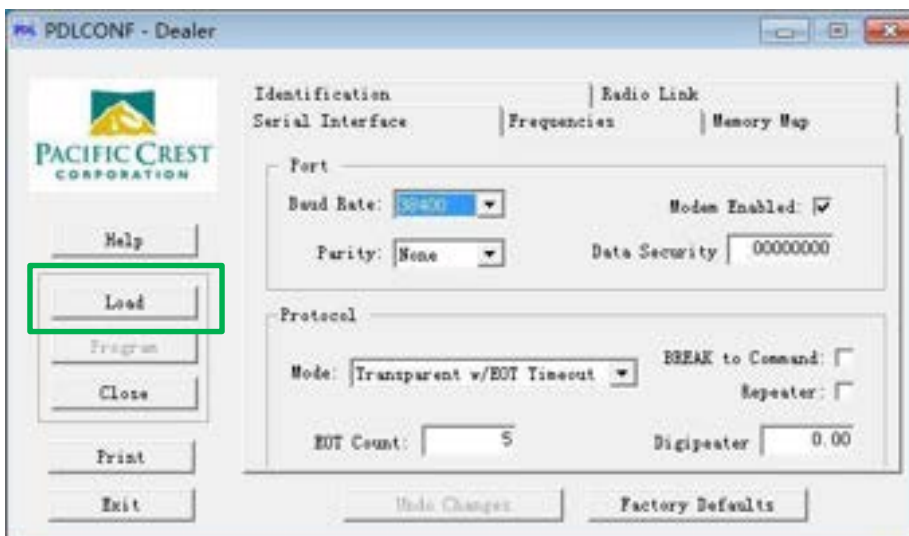 PDLCONF - Dealer
PACIFIC CREST
CORPORATION
Help
Load
Program
Close
Print
Exit
Identification
Radio Link
Serial Interface
Frequencies
Memory Map
Port
Baud Rate: 38400
Modem Enabled:
Parity: None
Data Security 00000000
Protocol
Mode: Transparent w/EOT Timeout
BREAK to Command:
Repeater:
EOT Count: 5
Digipeater 0.00
Undo Changes
Factory Defaults